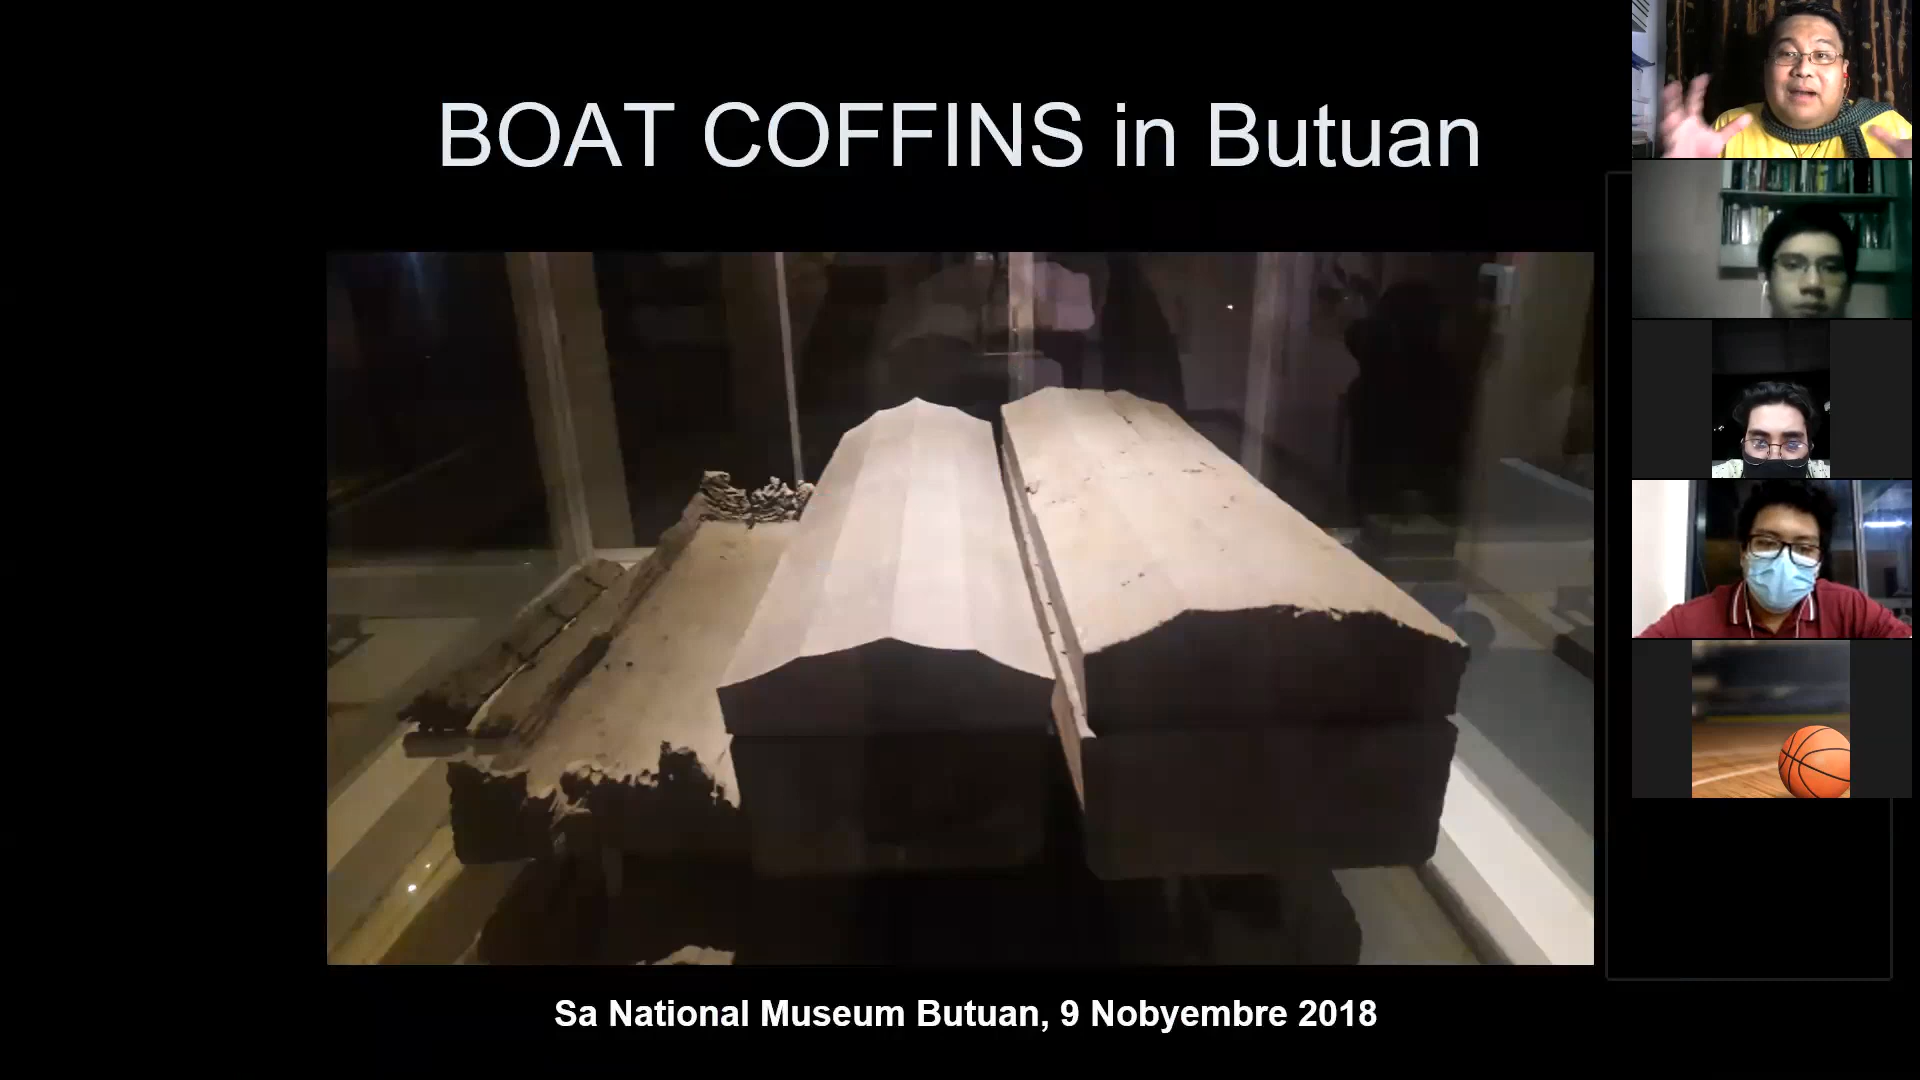 BOAT COFFINS in Butuan
Sa National Museum Butuan, 9 Nobyembre 2018